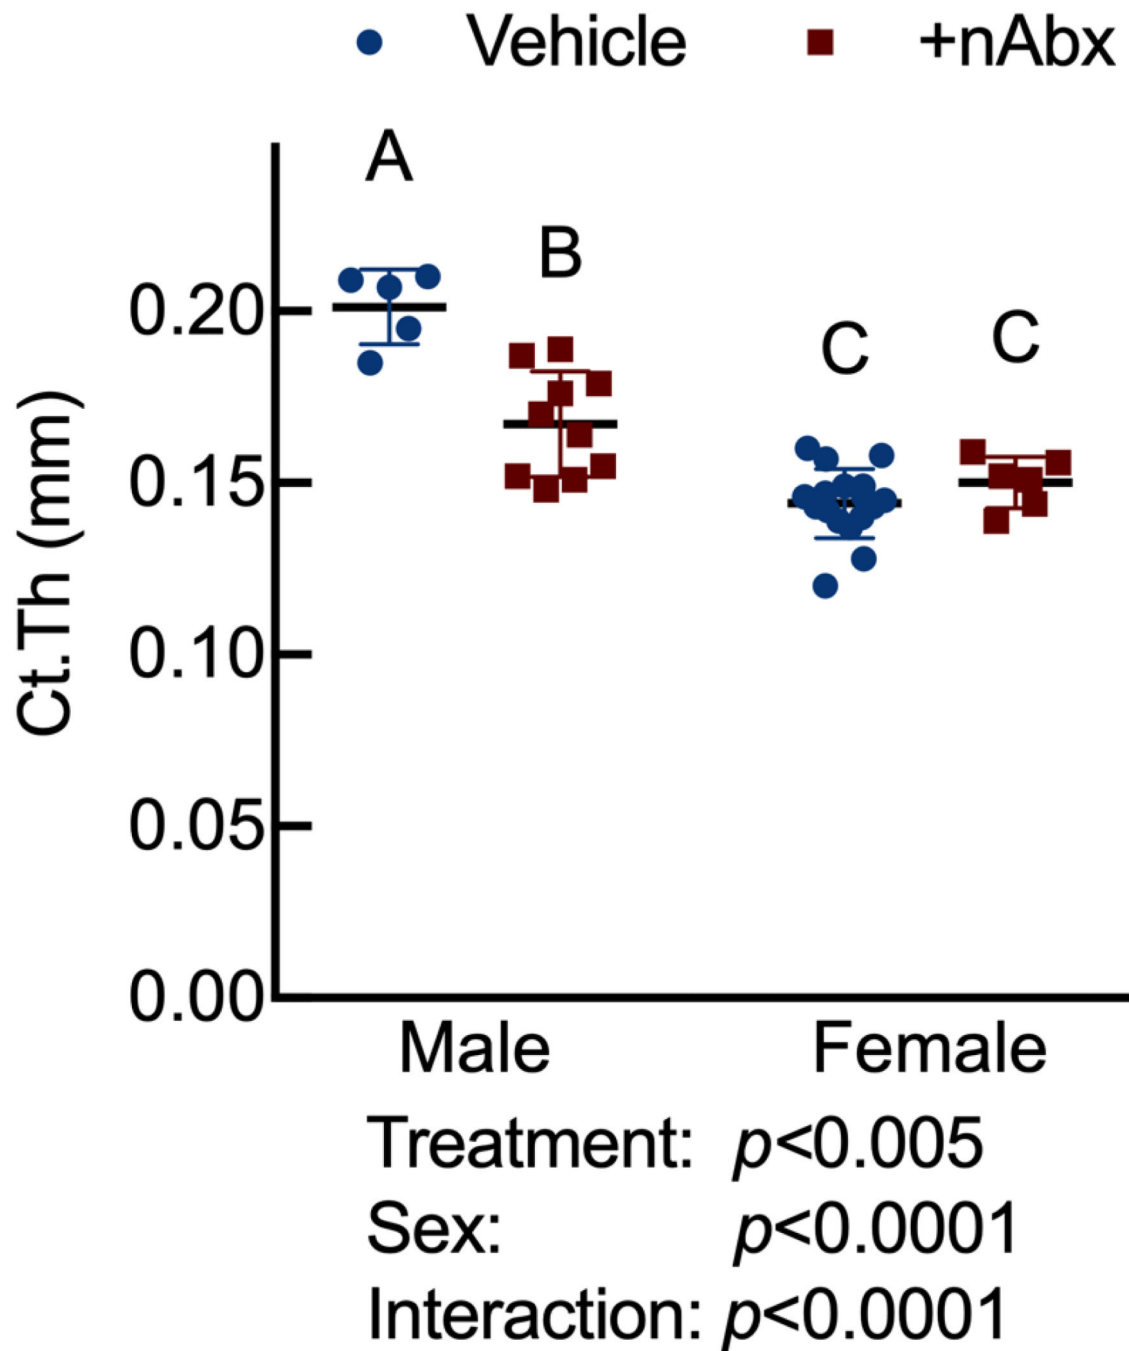 Vehicle +nAbx
A
B
C
C
0.20
0.15
0.10
0.05
0.00
Ct.Th (mm)
Male Female
Treatment: p<0.005
Sex: p<0.0001
Interaction: p<0.0001